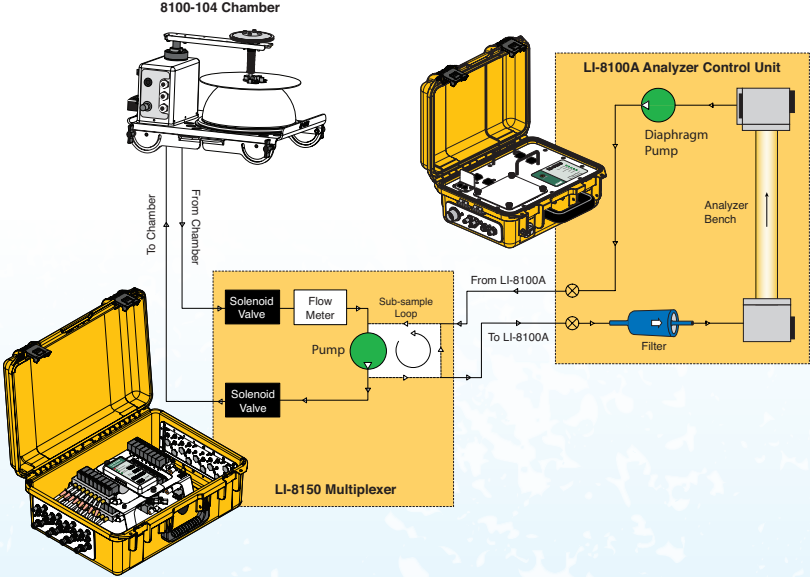 8100-104 Chamber
LI-8100A Analyzer Control Unit
Diaphragm
Pump
Analyzer
Bench
To Chamber
From Chamber
From LI-8100A
Solenoid
Valve
Flow
Meter
Sub-sample
Loop
To LI-8100A
Filter
Pump
Solenoid
Valve
LI-8150 Multiplexer